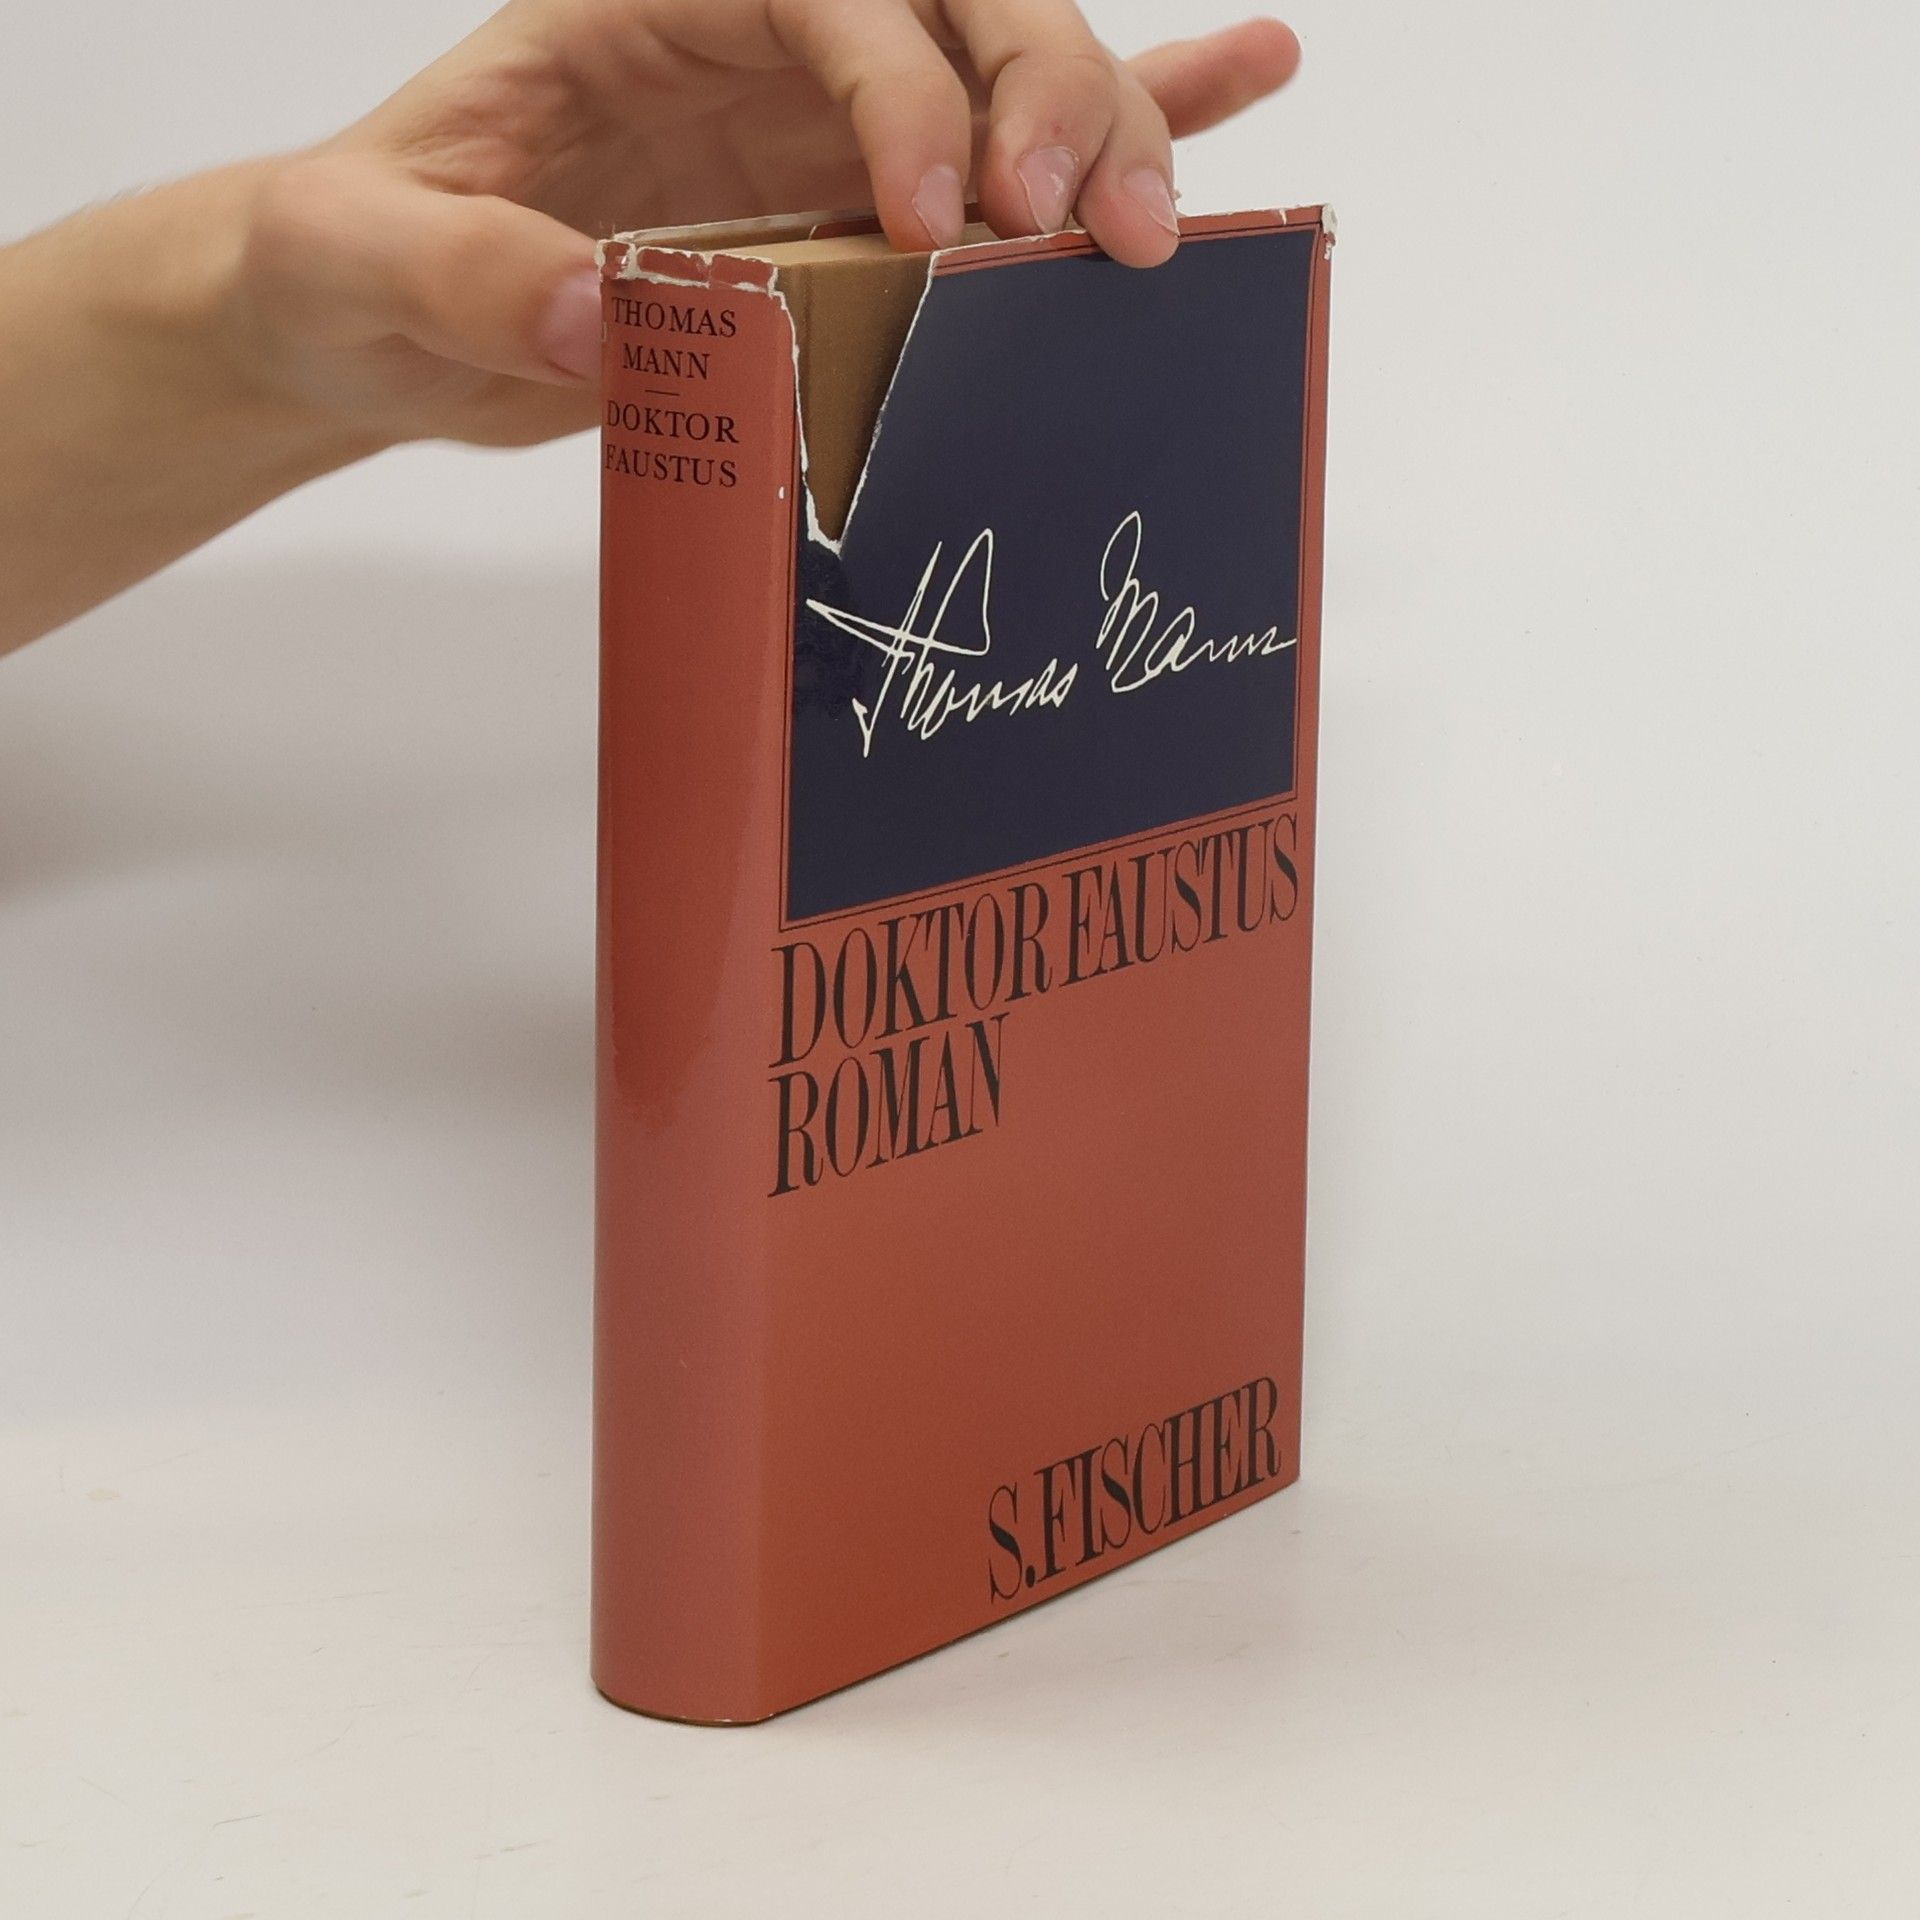 THOMAS
MANN
DOKTOR
FAUSTUS
Thomas Mann
DOKTOR FAUSTUS
ROMAN
S.FISCHER